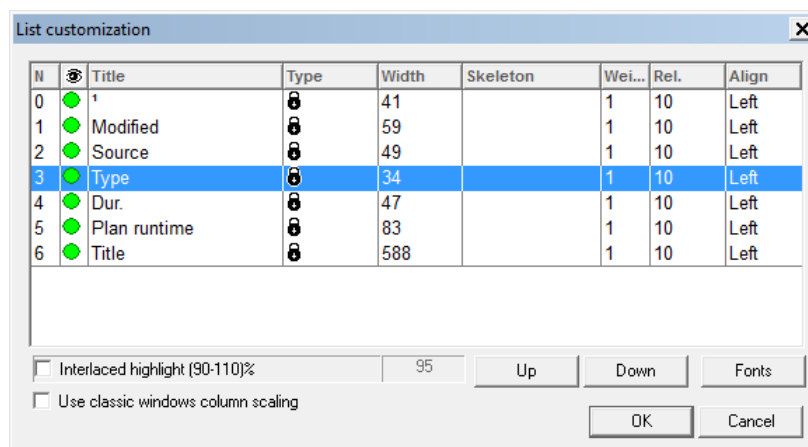 List customization
N Title Type Width Skeleton Wei... Rel. Align
0 ¹ 41 1 10 Left
1 Modified 59 1 10 Left
2 Source 49 1 10 Left
3 Type 34 1 10 Left
4 Dur. 47 1 10 Left
5 Plan runtime 83 1 10 Left
6 Title 588 1 10 Left
Interlaced highlight (90-110)% 95 Up Down Fonts
Use classic windows column scaling
OK Cancel